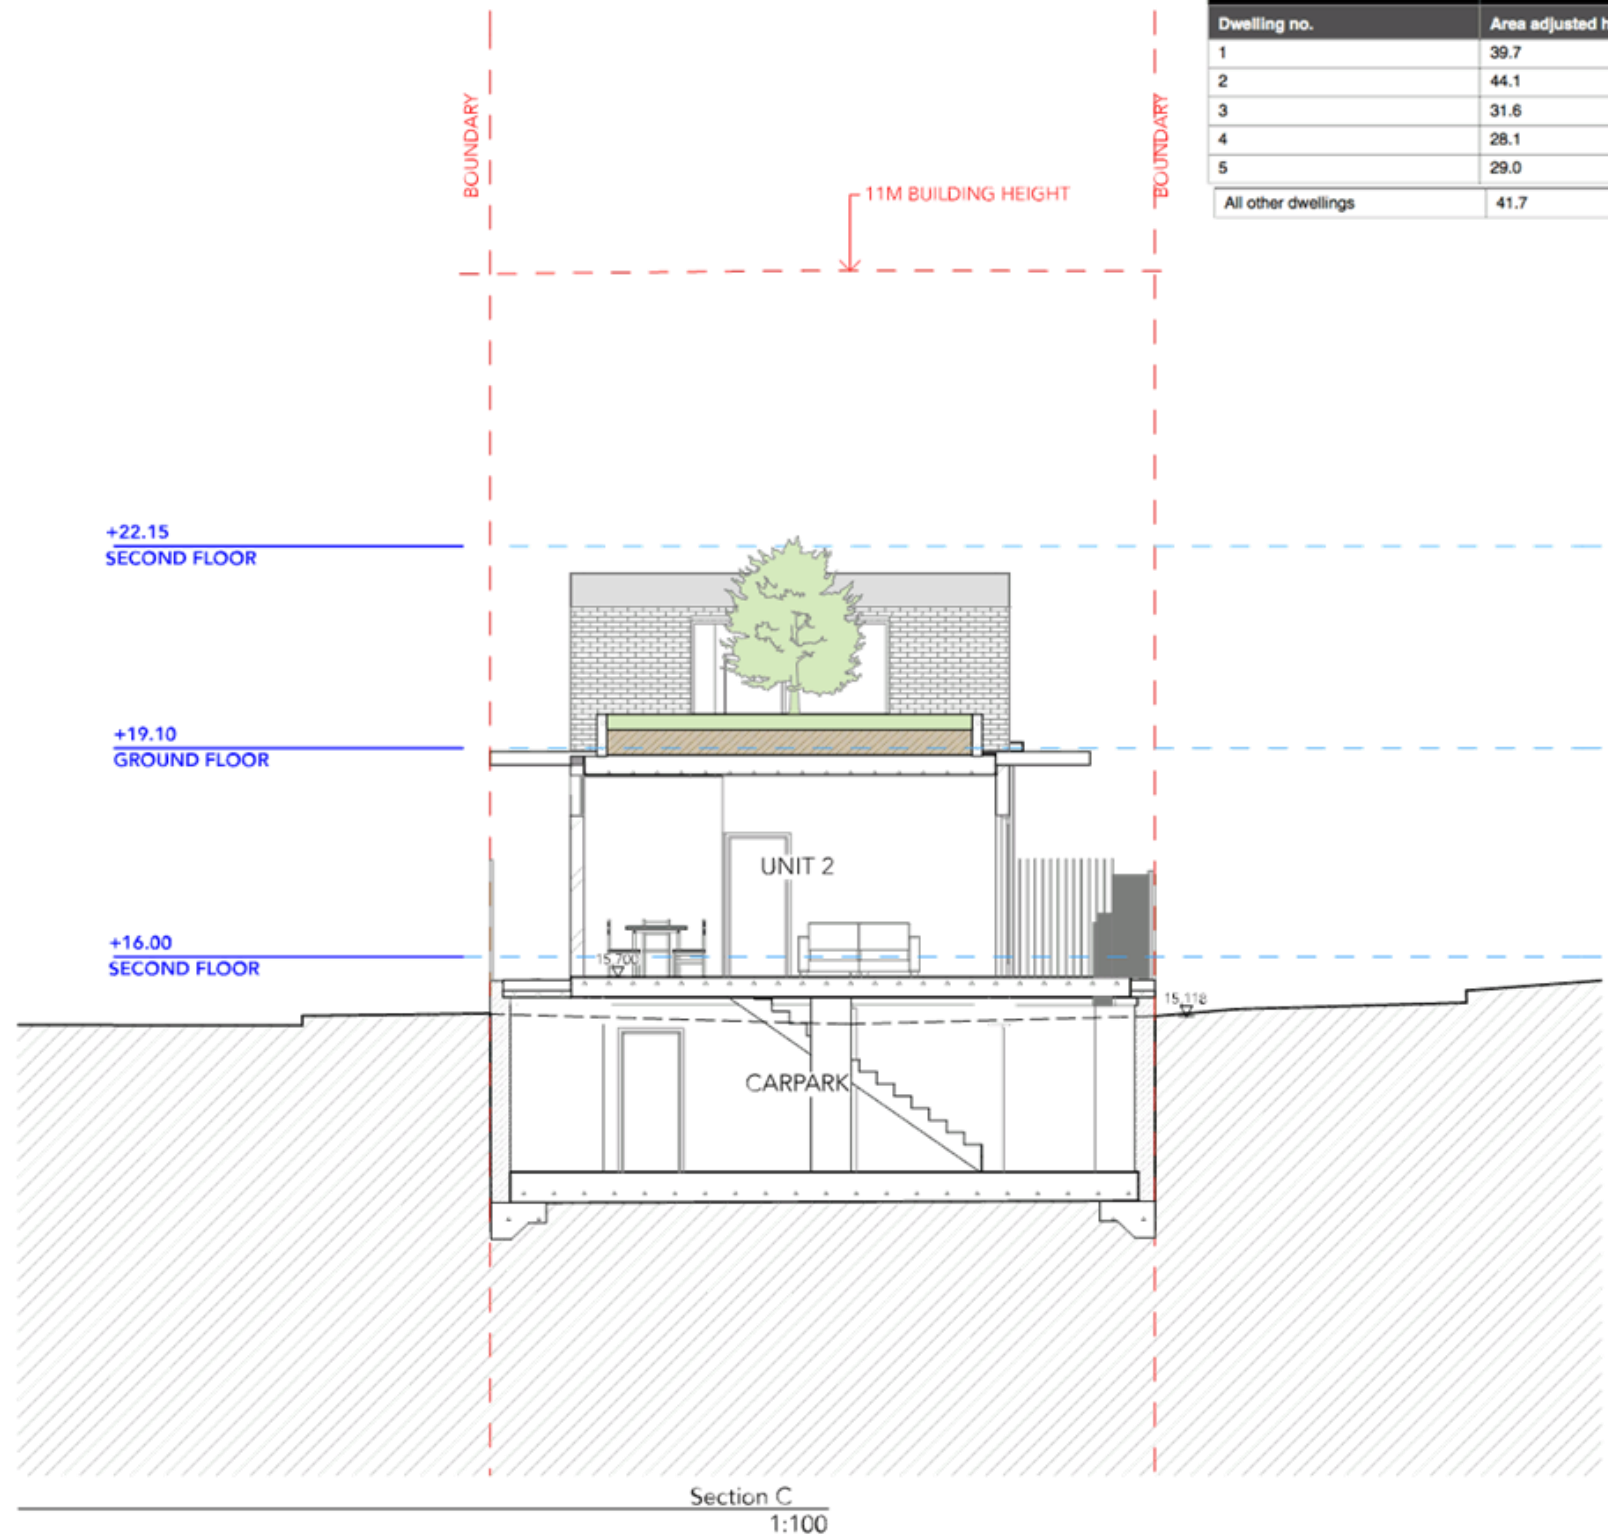 Dwelling no. Area adjusted h
1 39.7
2 44.1
3 31.6
4 28.1
5 29.0
All other dwellings 41.7
BOUNDARY
BOUNDARY
11M BUILDING HEIGHT
+22.15
SECOND FLOOR
+19.10
GROUND FLOOR
UNIT 2
+16.00
SECOND FLOOR
15,700
15,118
CARPARK
Section C
1:100